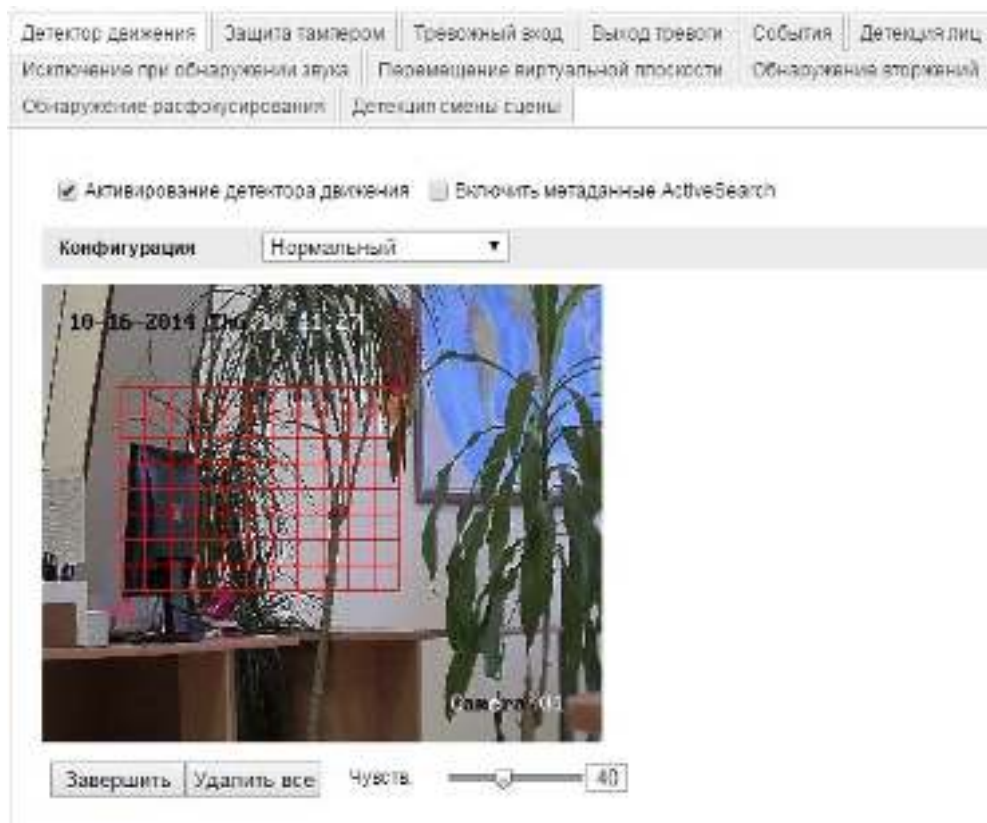 Детектор движения Защита тампером Тревожный вход Выход тревоги События Детекция лиц
Исключение при обнаружении звука Перемещение виртуальной плоскости Обнаружение вторжений
Обнаружение расфокусирования Детекция смены сцены
Активирование детектора движения Включить метаданные ActiveSearch
Конфигурация Нормальный
10-16-2014 Thu
Camera 01
Завершить Удалить все Чувств. 40